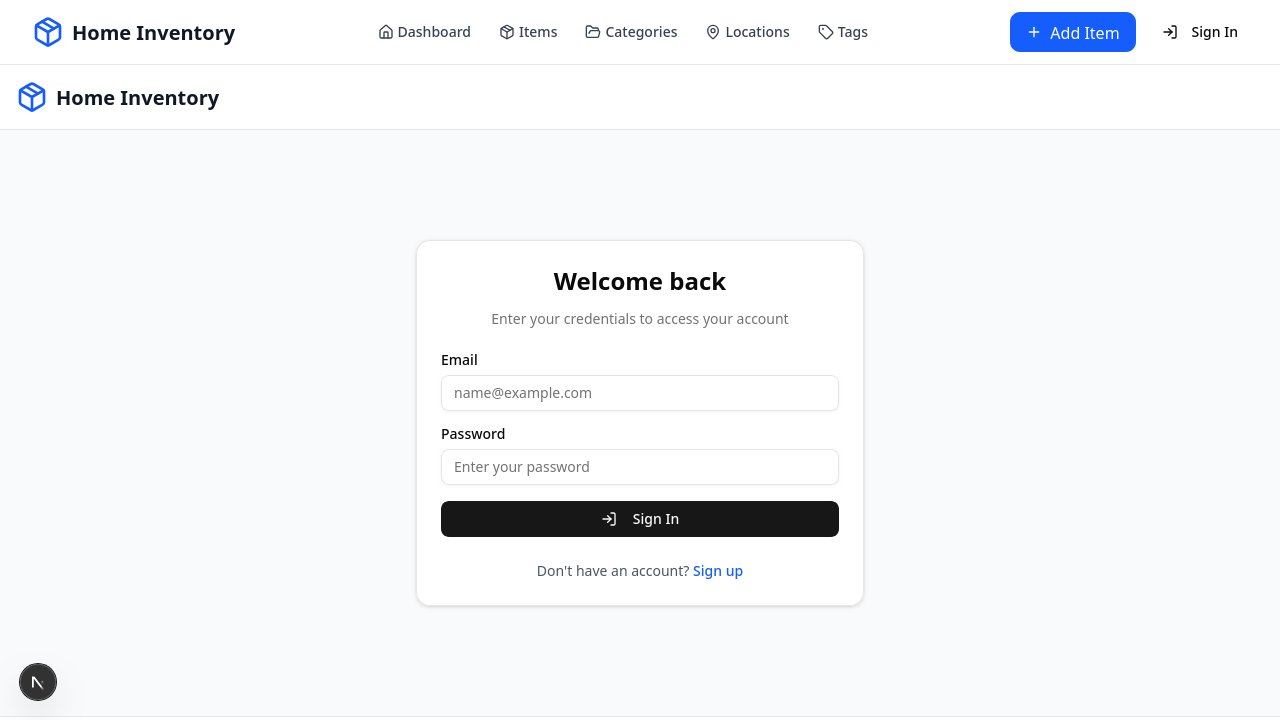 Home Inventory
Dashboard Items Categories Locations Tags
Add Item
Sign In
Home Inventory
Welcome back
Enter your credentials to access your account
Email
name@example.com
Password
Enter your password
Sign In
Don't have an account? Sign up
N